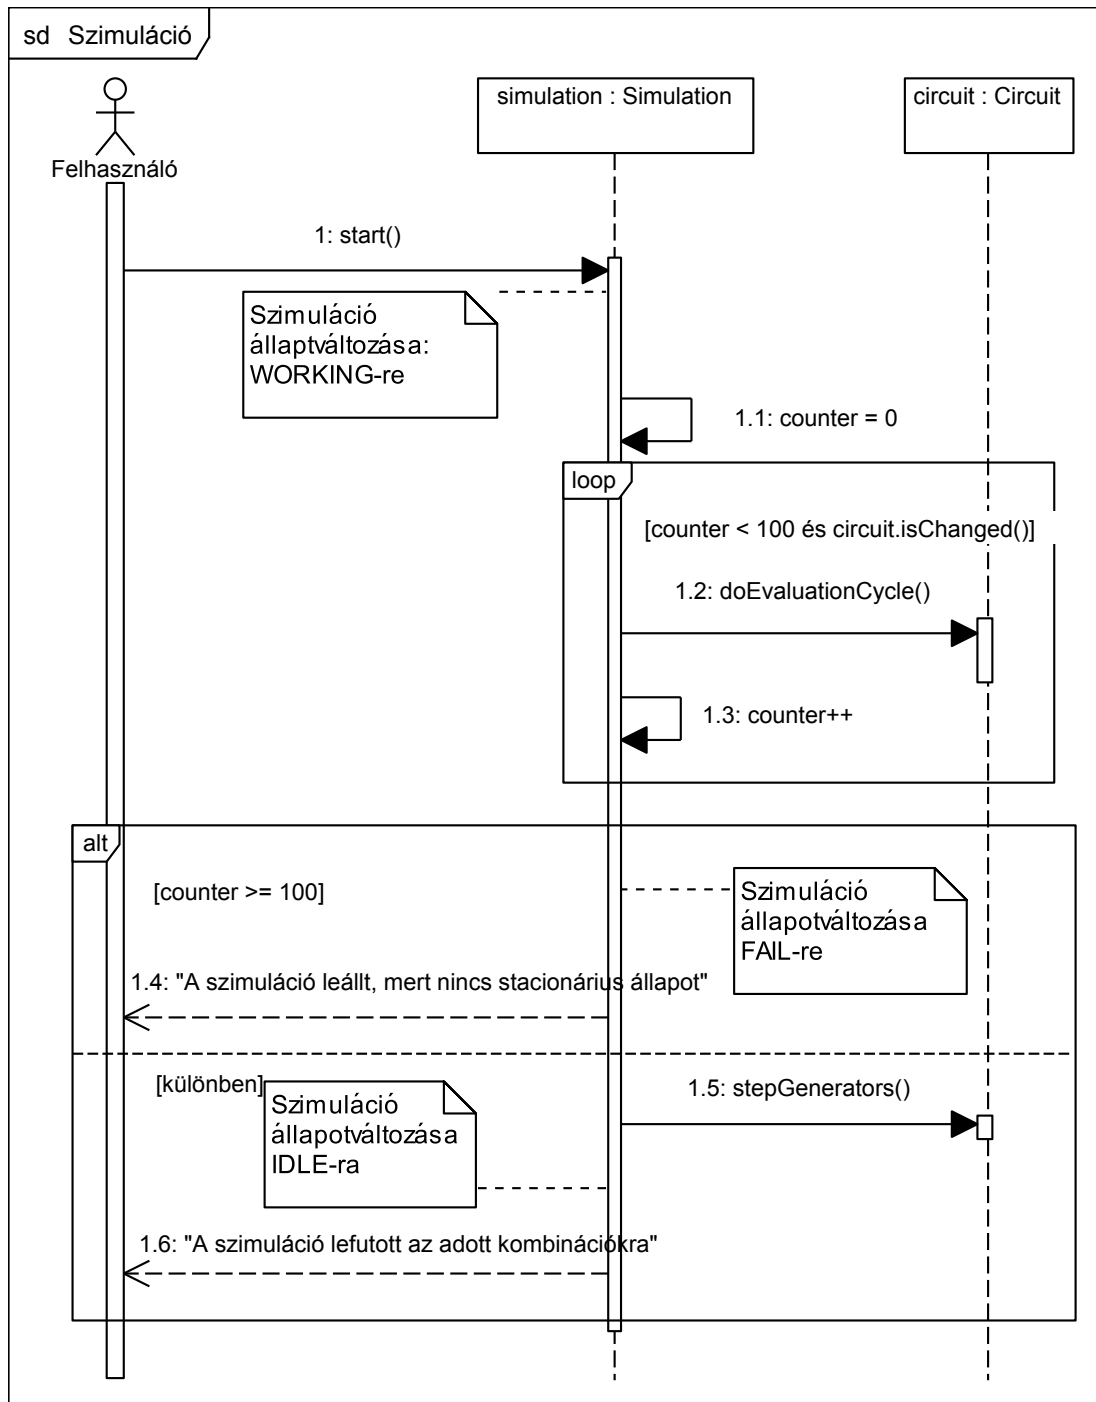 sd Szimuláció
simulation : Simulation
circuit : Circuit
Felhasználó
1: start()
Szimuláció
állaptváltozása:
WORKING-re
1.1: counter = 0
loop
[counter < 100 és circuit.isChanged()]
1.2: doEvaluationCycle()
1.3: counter++
alt
[counter >= 100]
Szimuláció
állapotváltozása
FAIL-re
1.4: "A szimuláció leállt, mert nincs stacionárius állapot"
[különben]
Szimuláció
állapotváltozása
IDLE-ra
1.5: stepGenerators()
1.6: "A szimuláció lefutott az adott kombinációkra"